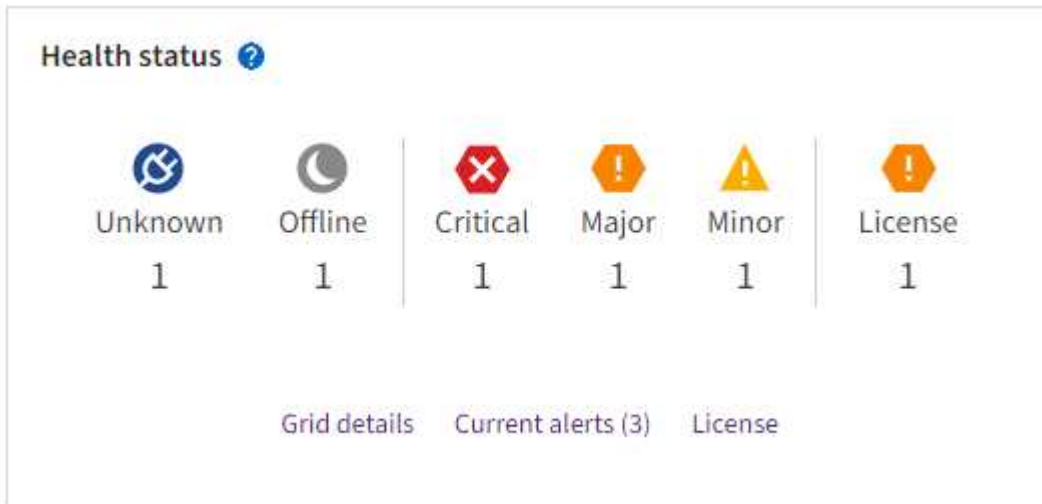 Health status ?
Unknown Offline Critical Major Minor License
1 1 1 1 1 1
Grid details Current alerts (3) License